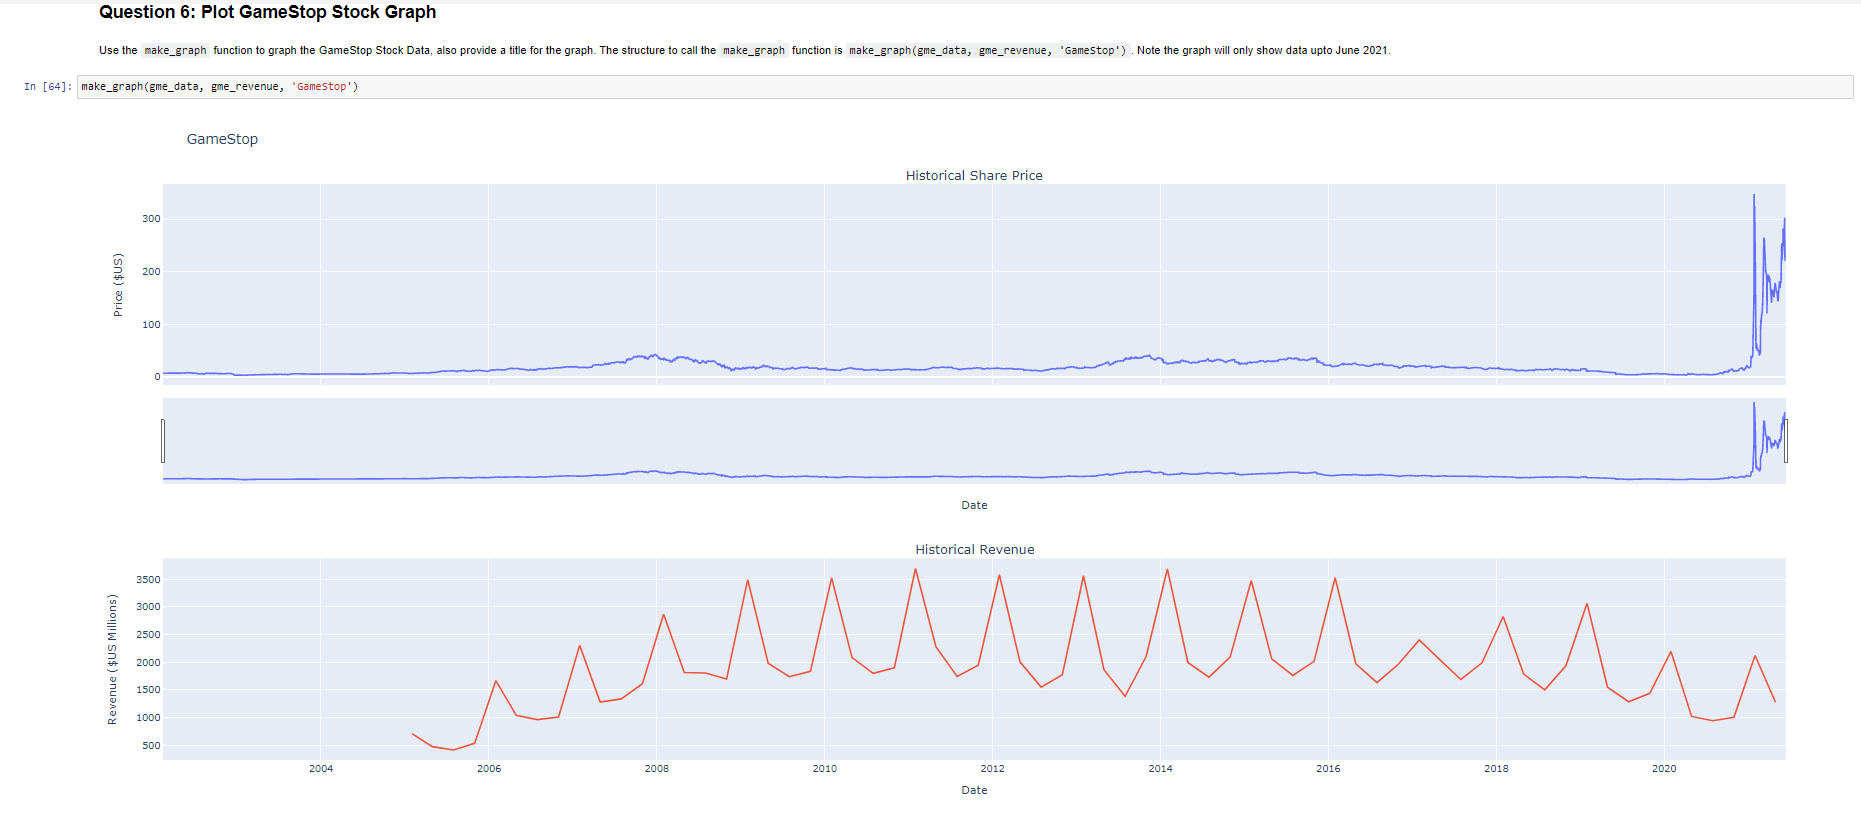 Question 6: Plot GameStop Stock Graph
Use the make_graph function to graph the GameStop Stock Data, also provide a title for the graph. The structure to call the make_graph function is make_graph(gme_data, gme_revenue, 'GameStop') . Note the graph will only show data upto June 2021.
In [64]: make_graph(gme_data, gme_revenue, 'GameStop')
GameStop
Historical Share Price
Price ($US)
300
200
100
0
Date
Historical Revenue
Revenue ($US Millions)
3500
3000
2500
2000
1500
1000
500
2004 2006 2008 2010 2012 2014 2016 2018 2020
Date